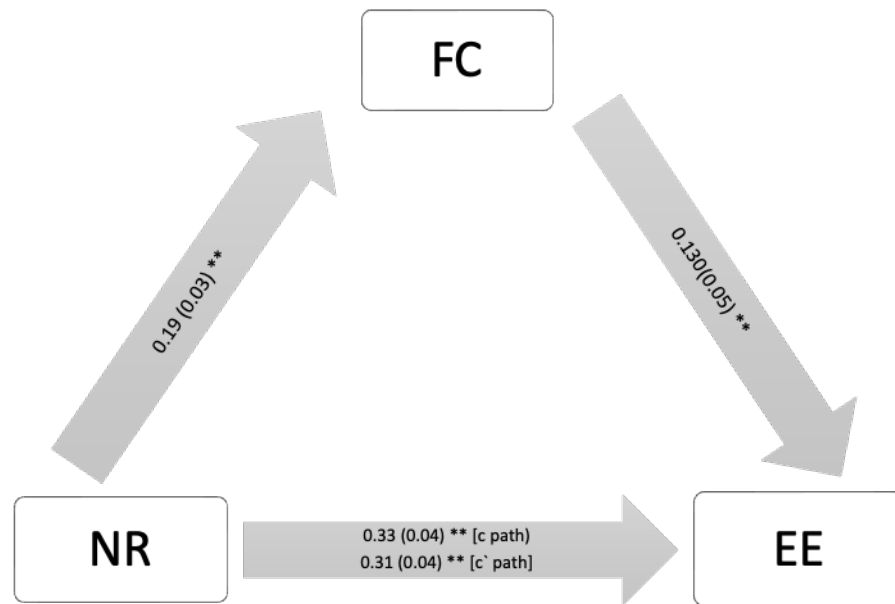 FC
0.19 (0.03) **
0.130(0.05) **
NR
0.33 (0.04) ** [c path)
0.31 (0.04) ** [c` path]
EE